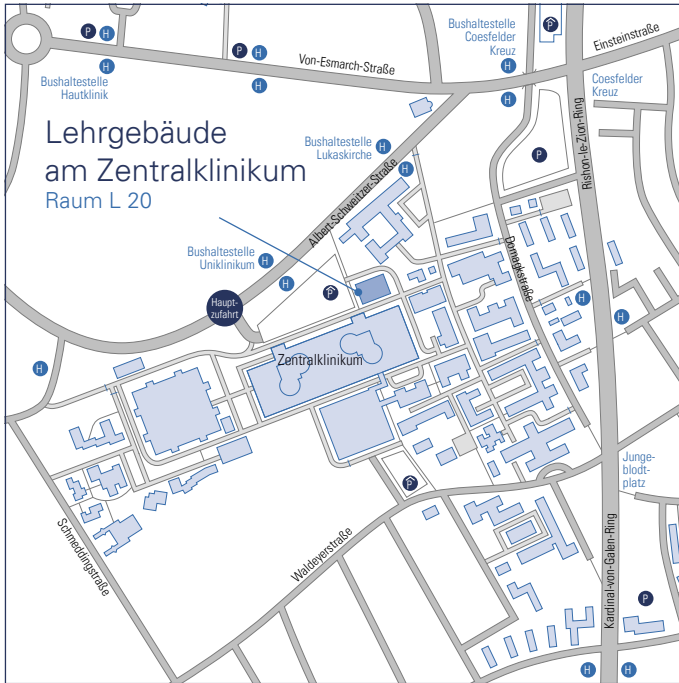 P
H
H
Bushaltestelle
Hautklinik
P
H
H
Von-Esmarch-Straße
Bushaltestelle
Coesfelder
Kreuz
H
H
P
Einsteinstraße
Coesfelder
Kreuz
Rishon-le-Zion-Ring
P
Lehrgebäude
am Zentralklinikum
Raum L 20
Bushaltestelle
Lukaskirche
H
H
Albert-Schweitzer-Straße
Bushaltestelle
Uniklinikum
H
H
P
Domagkstraße
H
H
Haupt-
zufahrt
Zentralklinikum
H
P
Junge-
blodt-
platz
Schmeddingstraße
Waldeyerstraße
Kardinal-von-Galen-Ring
P
H
H